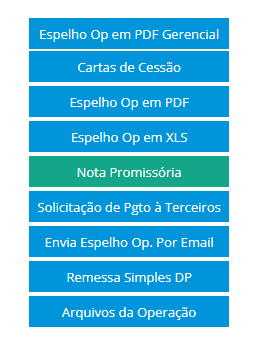 Espelho Op em PDF Gerencial
Cartas de Cessão
Espelho Op em PDF
Espelho Op em XLS
Nota Promissória
Solicitação de Pgto à Terceiros
Envia Espelho Op. Por Email
Remessa Simples DP
Arquivos da Operação